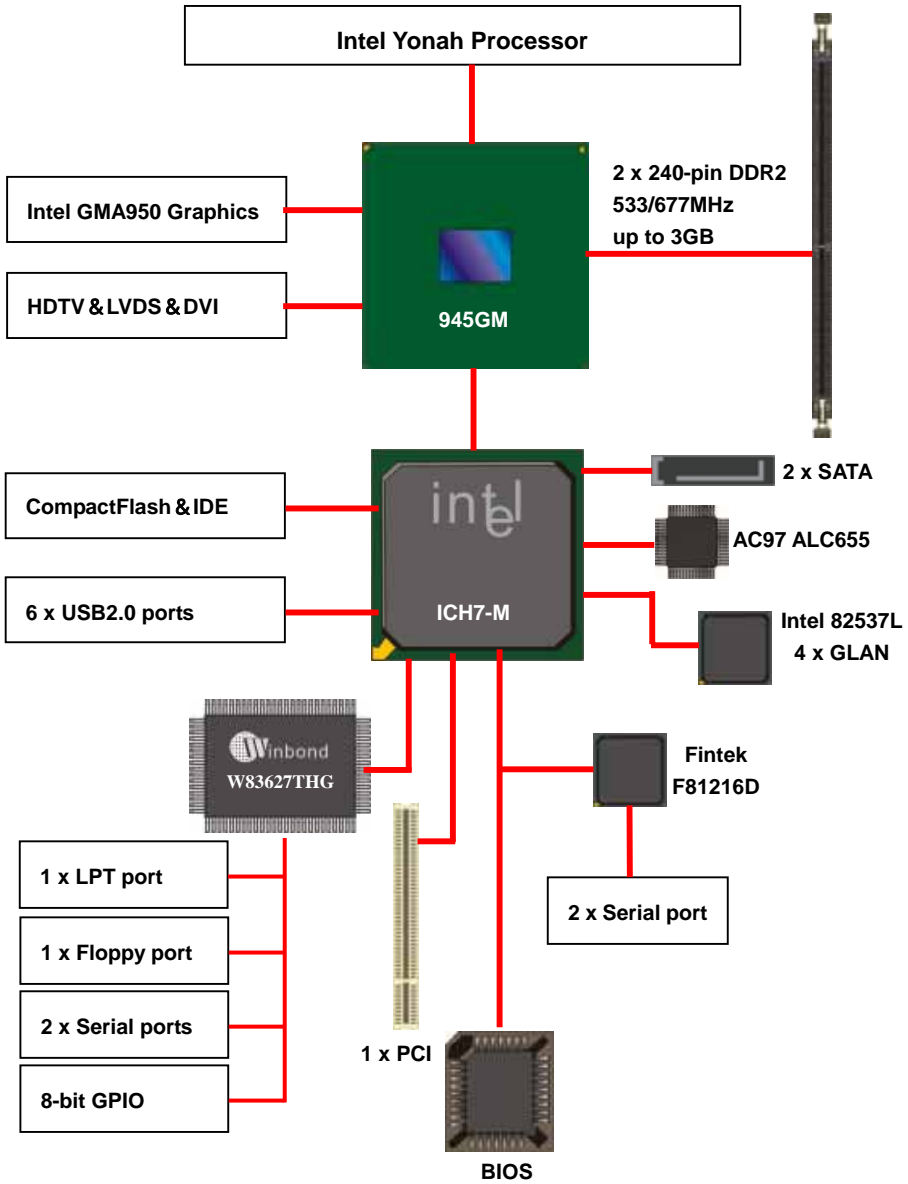 Intel Yonah Processor
2 x 240-pin DDR2
533/677MHz
up to 3GB
Intel GMA950 Graphics
HDTV&LVDS&DVI
945GM
intel
ICH7-M
2 x SATA
CompactFlash&IDE
AC97 ALC655
6 x USB2.0 ports
Intel 82537L
4 x GLAN
Winbond
W83627THG
Fintek
F81216D
1 x LPT port
1 x Floppy port
2 x Serial ports
8-bit GPIO
2 x Serial port
1 x PCI
BIOS